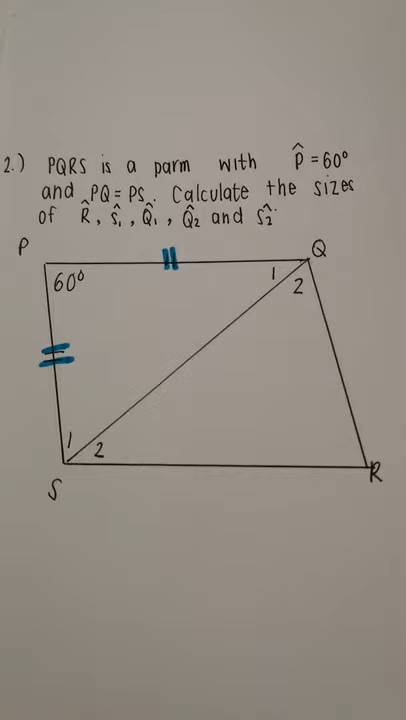 2.) PQRS is a parm with P̂ = 60°
and PQ = PS. Calculate the sizes
of R̂, Ŝ₁, Q̂₁, Q̂₂ and Ŝ₂.
P
Q
60°
1
2
1
2
S
R